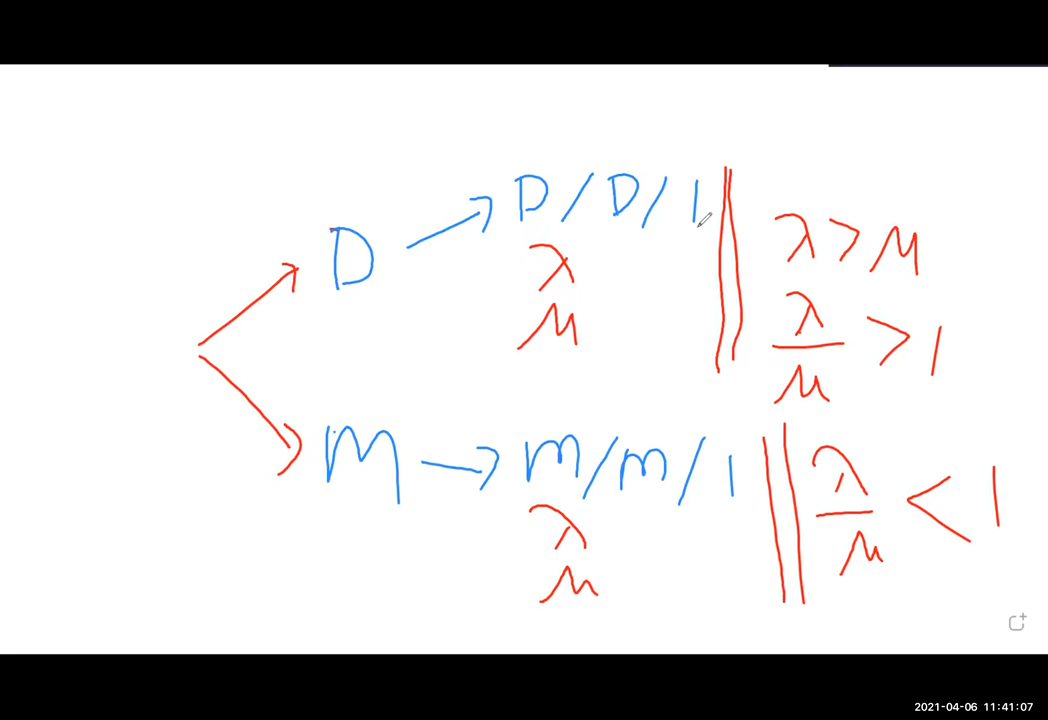 D → D/D/1
λ
μ
λ > μ
λ/μ > 1
M → M/M/1
λ
μ
λ/μ < 1
2021-04-06 11:41:07